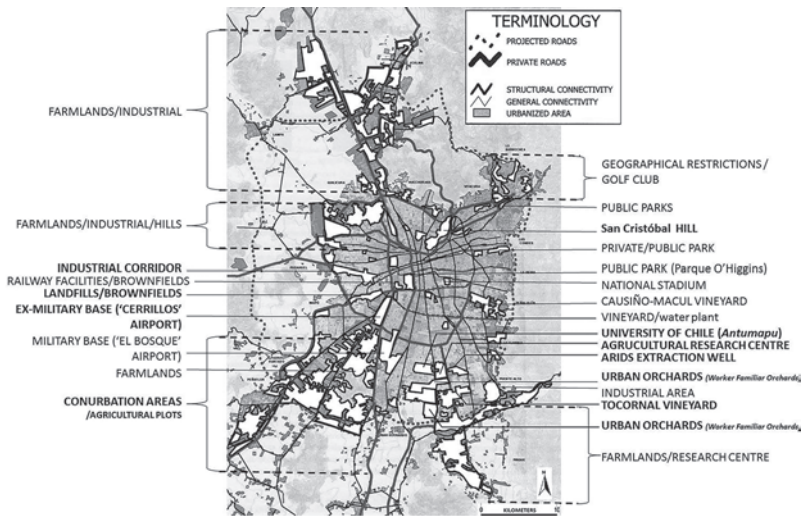 TERMINOLOGY
PROJECTED ROADS
PRIVATE ROADS
STRUCTURAL CONNECTIVITY
GENERAL CONNECTIVITY
URBANIZED AREA
FARMLANDS/INDUSTRIAL
FARMLANDS/INDUSTRIAL/HILLS
INDUSTRIAL CORRIDOR
RAILWAY FACILITIES/BROWNFIELDS
LANDFILLS/BROWNFIELDS
EX-MILITARY BASE ('CERRILLOS'
AIRPORT)
MILITARY BASE ('EL BOSQUE'
AIRPORT)
FARMLANDS
CONURBATION AREAS
/AGRICULTURAL PLOTS
GEOGRAPHICAL RESTRICTIONS/
GOLF CLUB
PUBLIC PARKS
San Cristóbal HILL
PRIVATE/PUBLIC PARK
PUBLIC PARK (Parque O'Higgins)
NATIONAL STADIUM
CAUSIÑO-MACUL VINEYARD
VINEYARD/water plant
UNIVERSITY OF CHILE (Antumapu)
AGRUCULTURAL RESEARCH CENTRE
ARIDS EXTRACTION WELL
URBAN ORCHARDS (Worker Familiar Orchards)
INDUSTRIAL AREA
TOCORNAL VINEYARD
URBAN ORCHARDS (Worker Familiar Orchards)
FARMLANDS/RESEARCH CENTRE
0 KILOMETERS 10